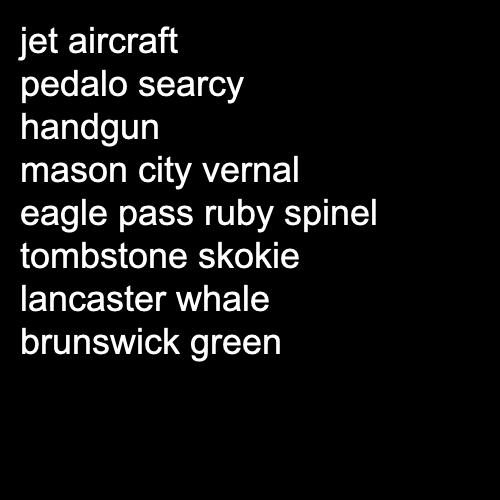 jet aircraft
pedalo searcy
handgun
mason city vernal
eagle pass ruby spinel
tombstone skokie
lancaster whale
brunswick green